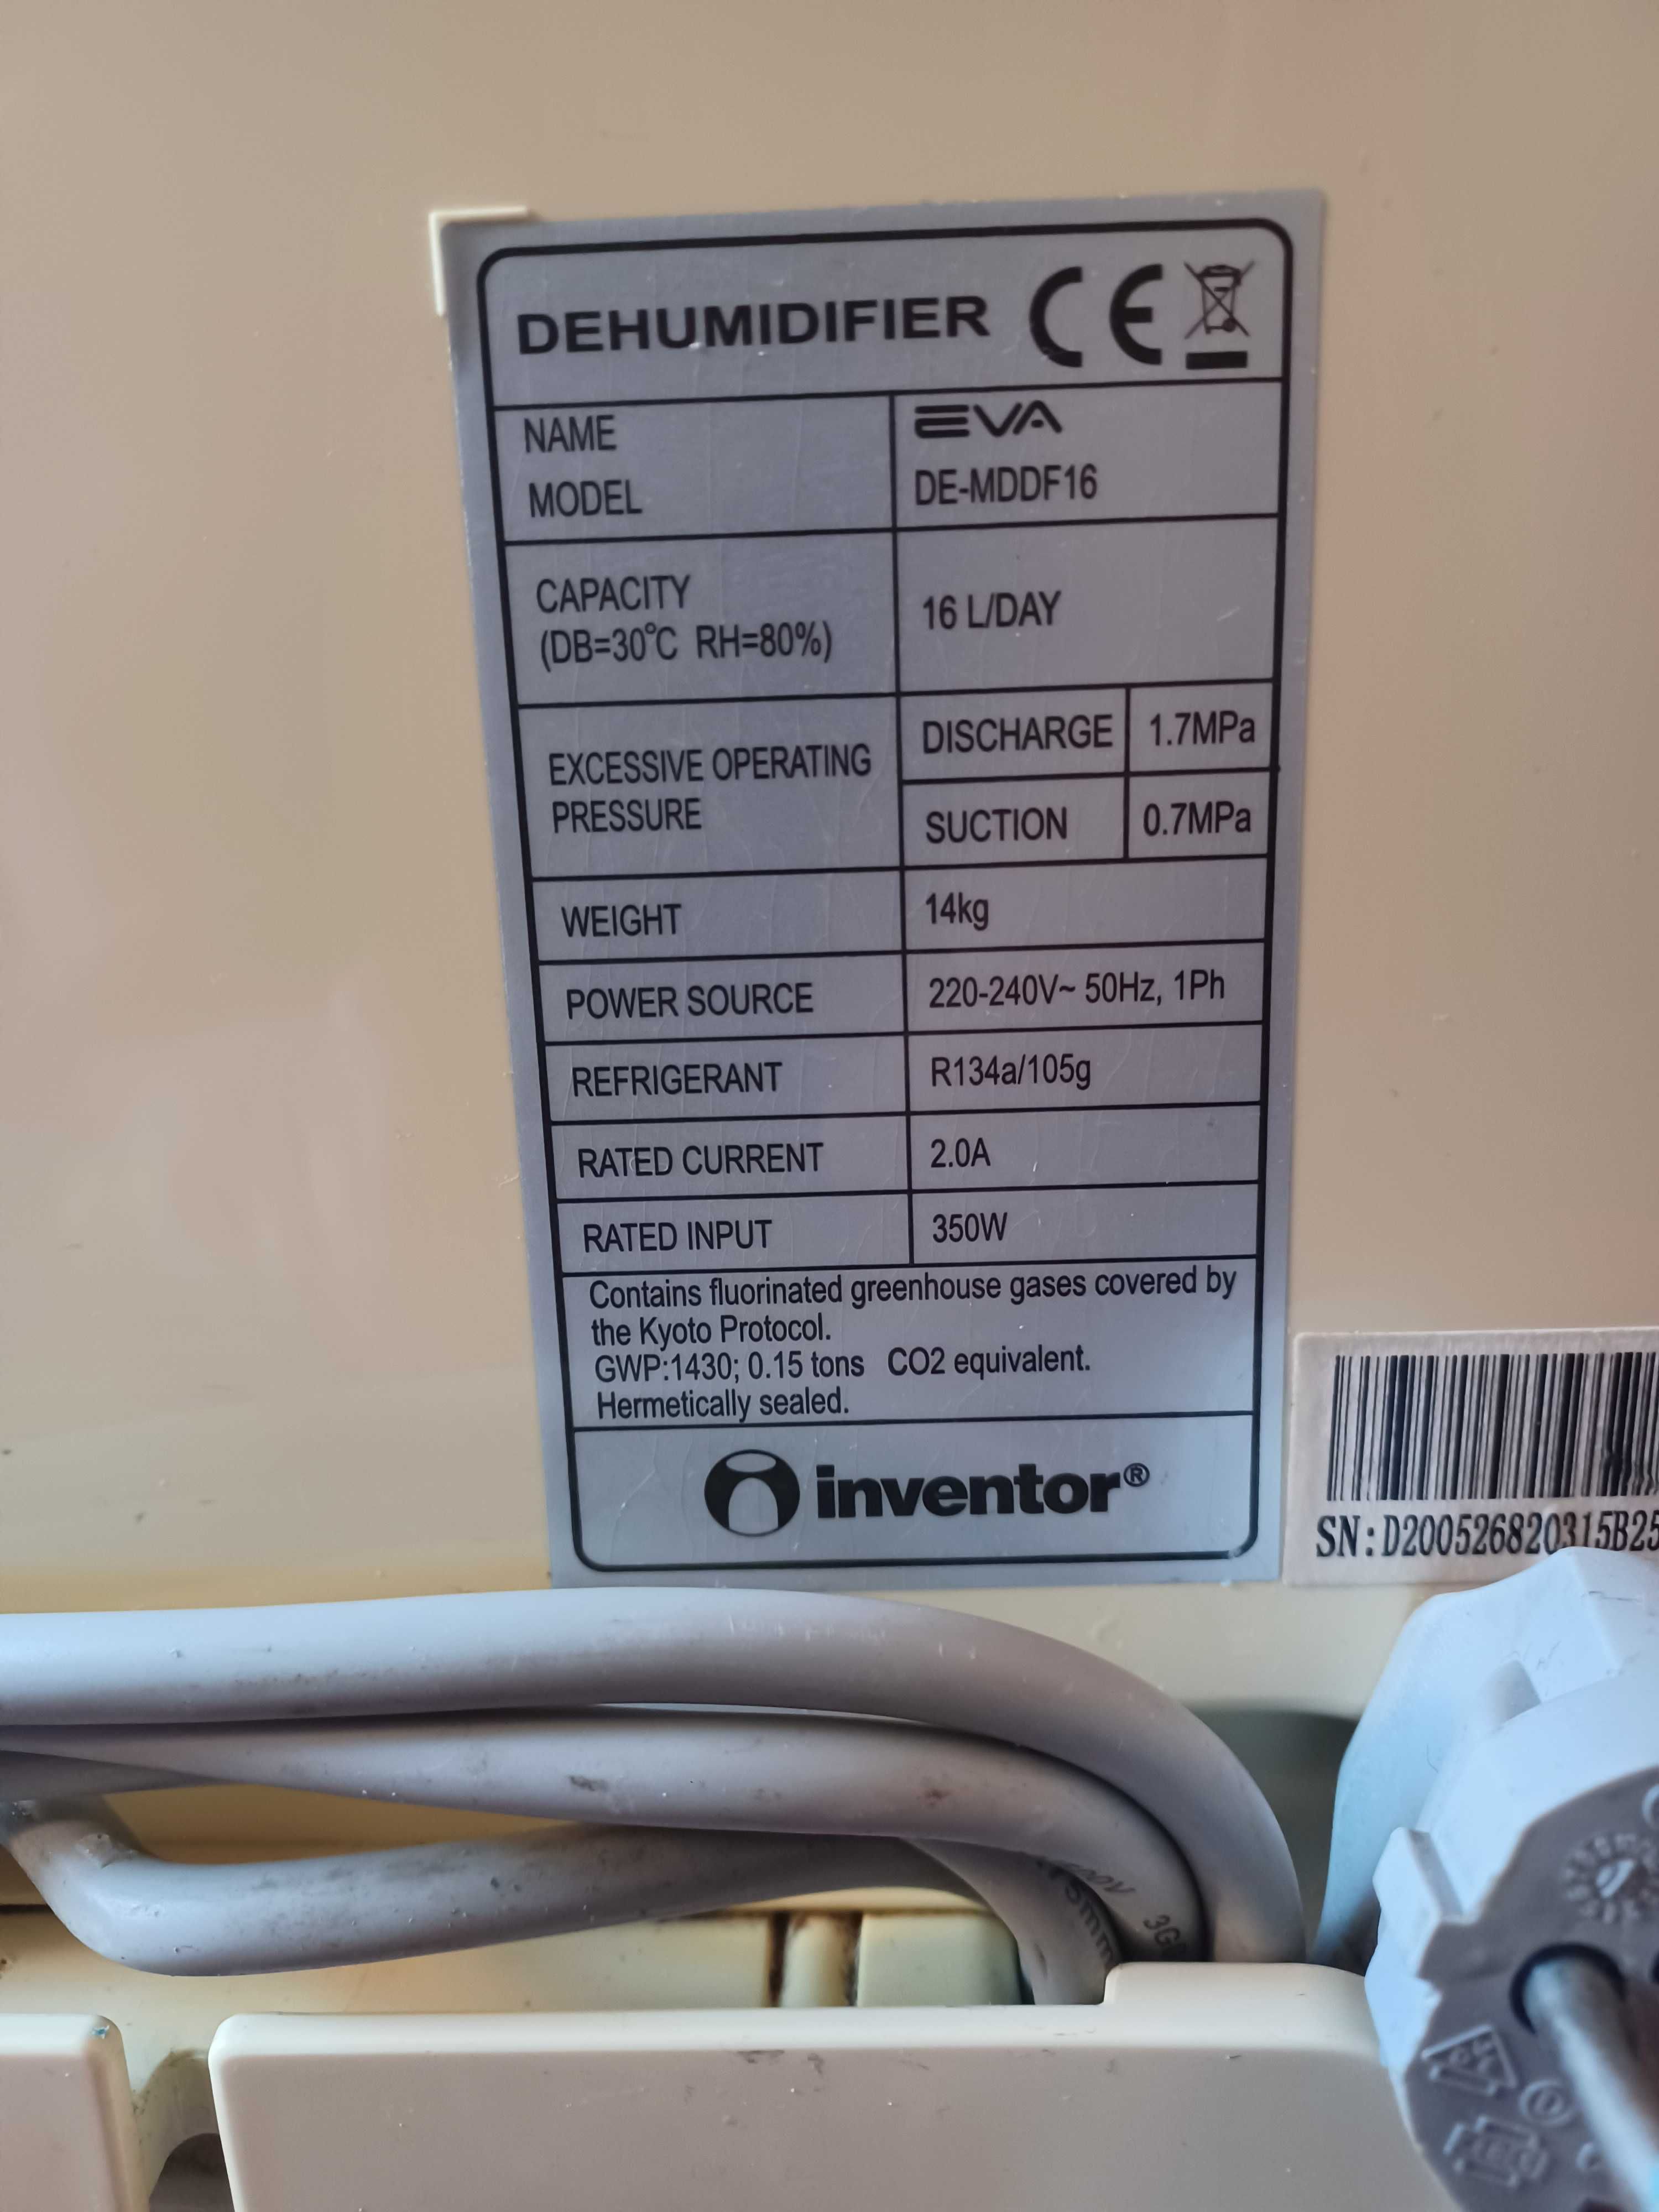 DEHUMIDIFIER CE
NAME EVA
MODEL DE-MDDF16
CAPACITY
(DB=30℃ RH=80%) 16 L/DAY
EXCESSIVE OPERATING
PRESSURE
DISCHARGE 1.7MPa
SUCTION 0.7MPa
WEIGHT 14kg
POWER SOURCE 220-240V~ 50Hz, 1Ph
REFRIGERANT R134a/105g
RATED CURRENT 2.0A
RATED INPUT 350W
Contains fluorinated greenhouse gases covered by
the Kyoto Protocol.
GWP:1430; 0.15 tons CO2 equivalent.
Hermetically sealed.
inventor®
SN:D200526820315B25